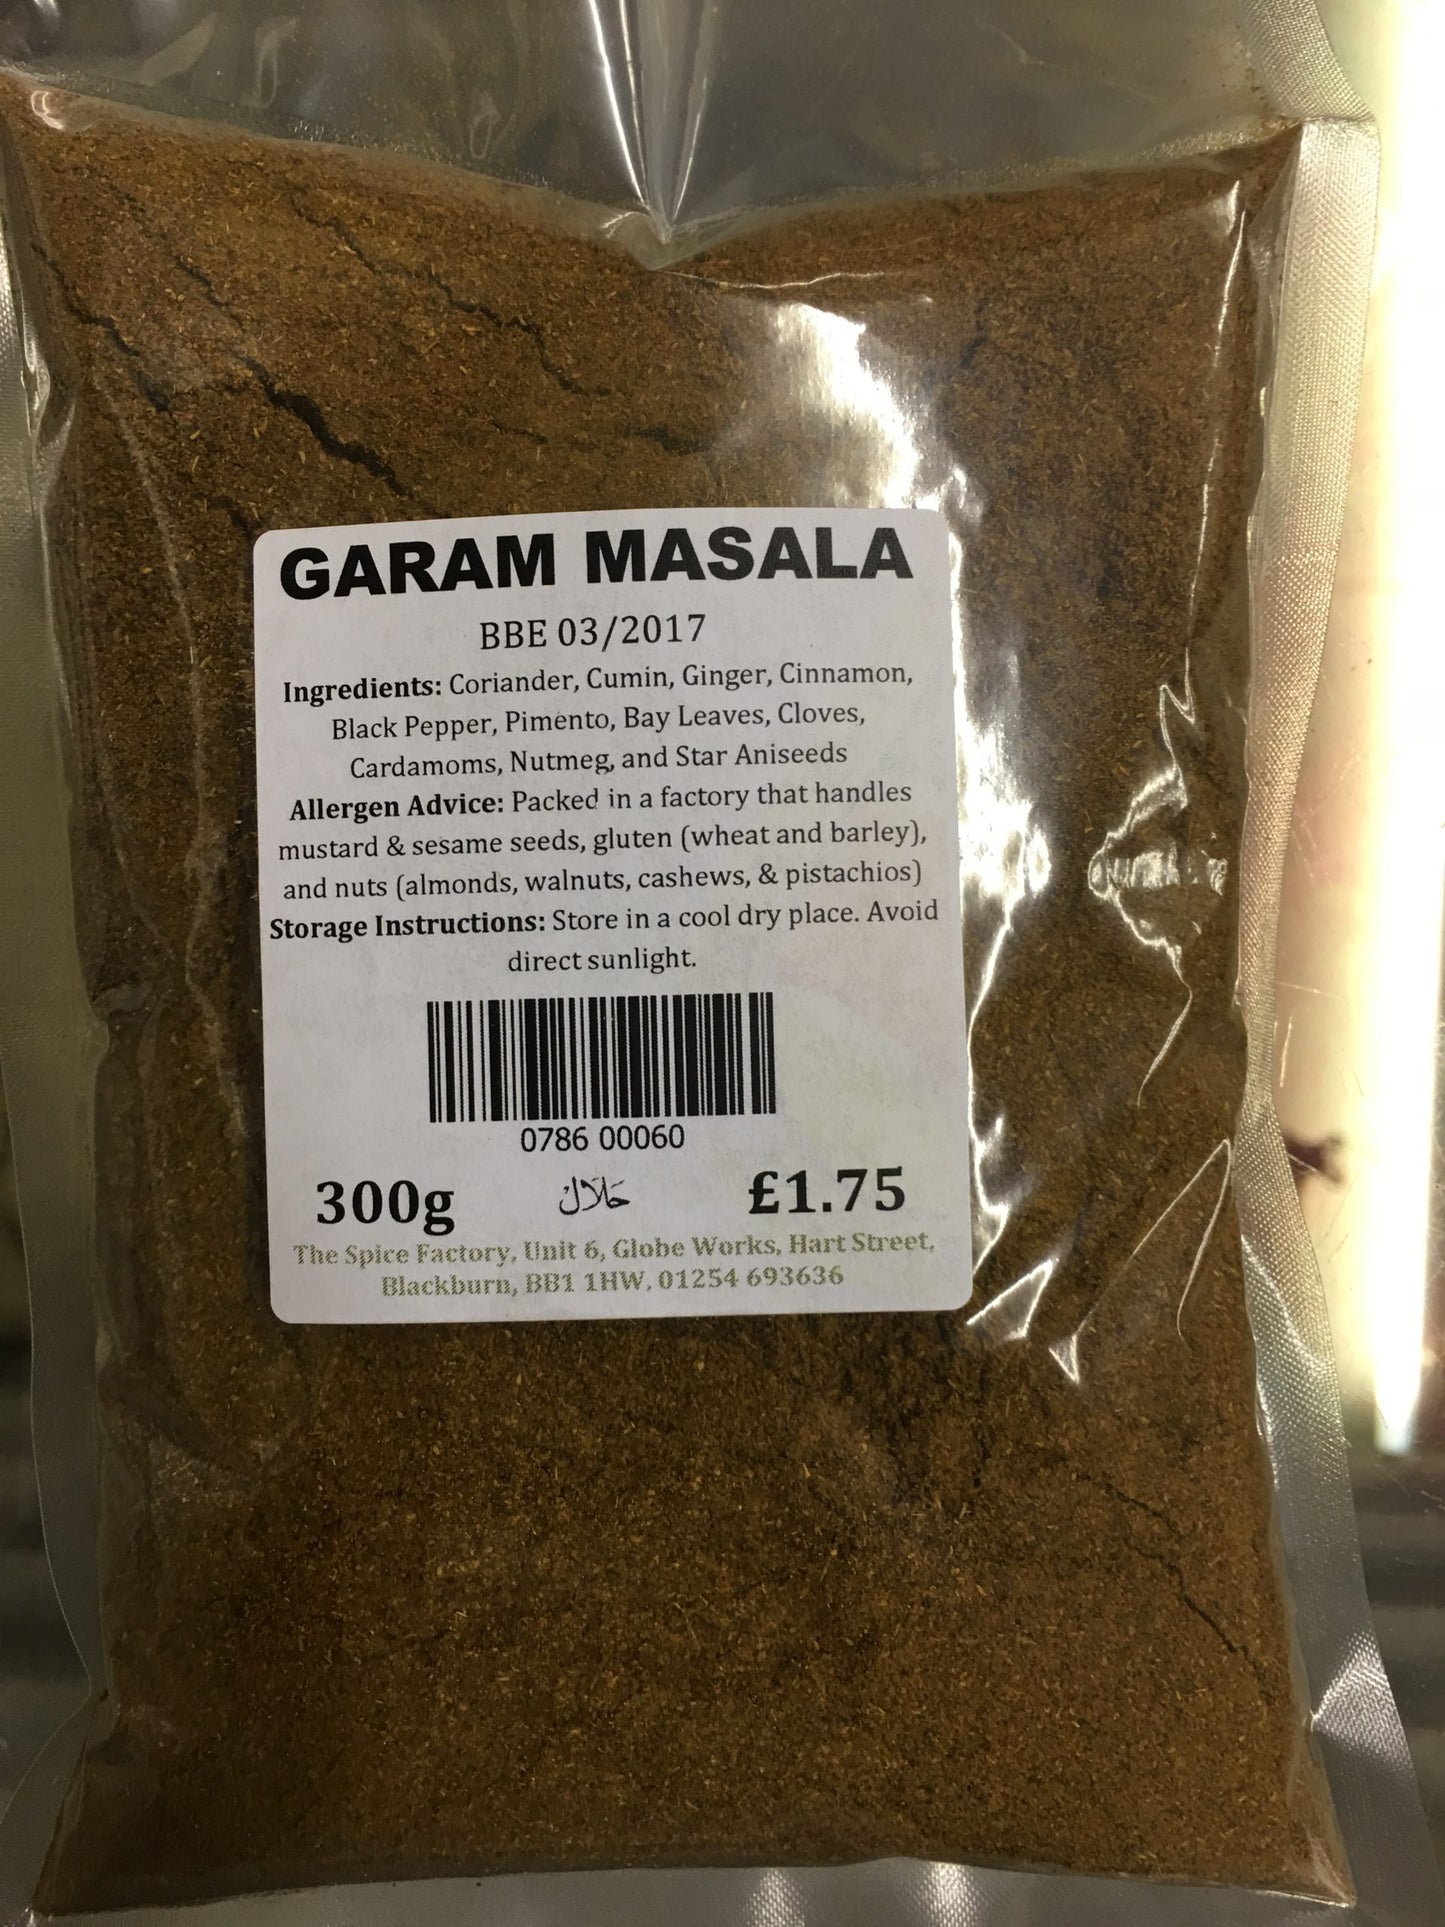 GARAM MASALA
BBE 03/2017
Ingredients: Coriander, Cumin, Ginger, Cinnamon,
Black Pepper, Pimento, Bay Leaves, Cloves,
Cardamoms, Nutmeg, and Star Aniseeds
Allergen Advice: Packed in a factory that handles
mustard & sesame seeds, gluten (wheat and barley),
and nuts (almonds, walnuts, cashews, & pistachios)
Storage Instructions: Store in a cool dry place. Avoid
direct sunlight.
0786 00060
300g حَلَالْ £1.75
The Spice Factory, Unit 6, Globe Works, Hart Street,
Blackburn, BB1 1HW, 01254 693636